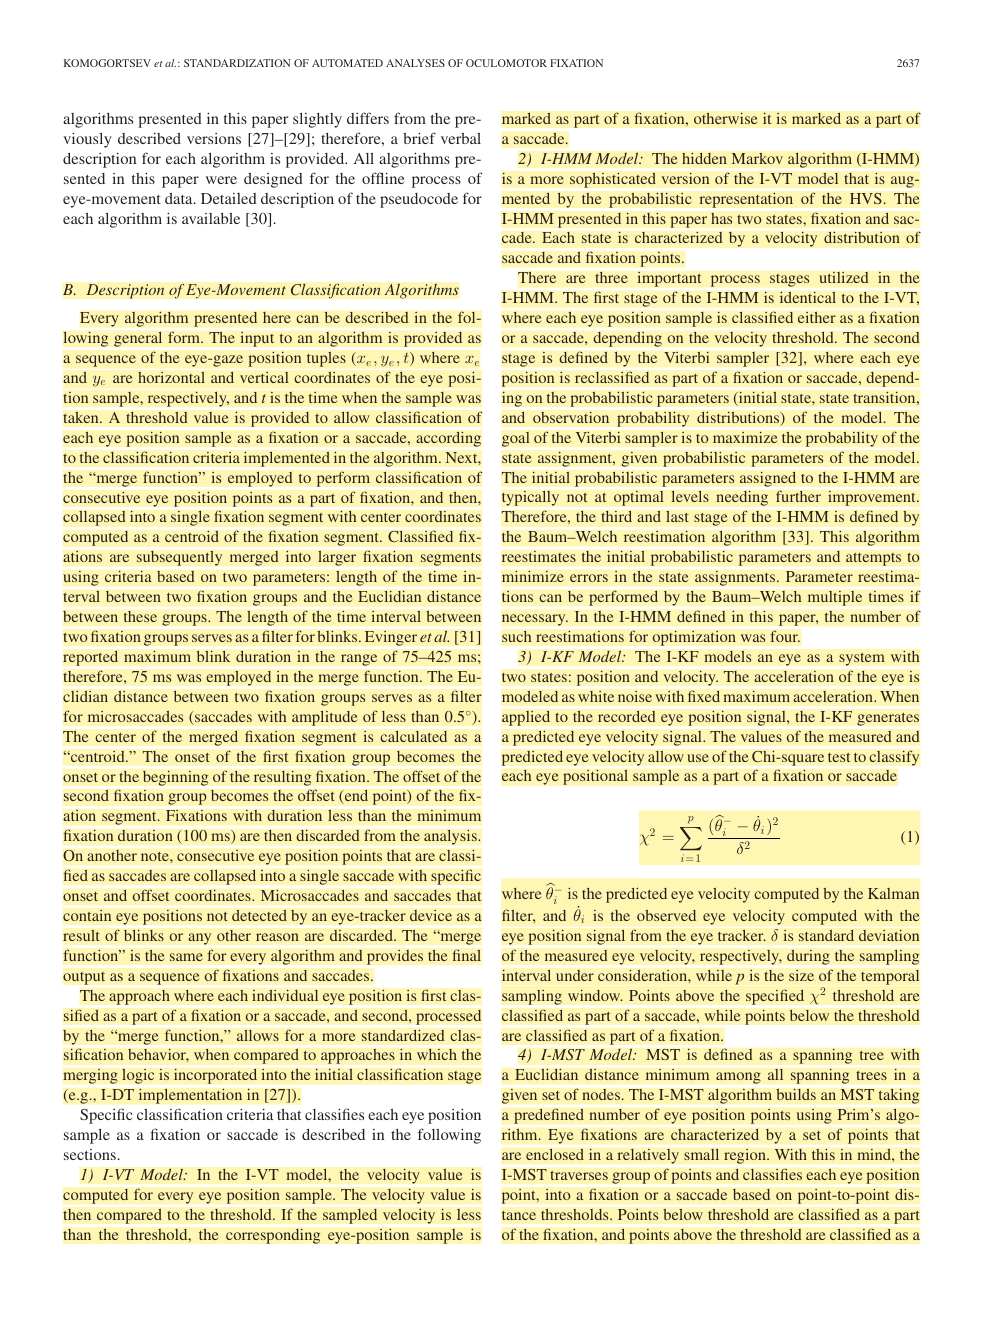 KOMOGORTSEV et al.: STANDARDIZATION OF AUTOMATED ANALYSES OF OCULOMOTOR FIXATION 2637
algorithms presented in this paper slightly differs from the pre-
viously described versions [27]–[29]; therefore, a brief verbal
description for each algorithm is provided. All algorithms pre-
sented in this paper were designed for the offline process of
eye-movement data. Detailed description of the pseudocode for
each algorithm is available [30].
B. Description of Eye-Movement Classification Algorithms
Every algorithm presented here can be described in the fol-
lowing general form. The input to an algorithm is provided as
a sequence of the eye-gaze position tuples (xₑ, yₑ, t) where xₑ
and yₑ are horizontal and vertical coordinates of the eye posi-
tion sample, respectively, and t is the time when the sample was
taken. A threshold value is provided to allow classification of
each eye position sample as a fixation or a saccade, according
to the classification criteria implemented in the algorithm. Next,
the “merge function” is employed to perform classification of
consecutive eye position points as a part of fixation, and then,
collapsed into a single fixation segment with center coordinates
computed as a centroid of the fixation segment. Classified fix-
ations are subsequently merged into larger fixation segments
using criteria based on two parameters: length of the time in-
terval between two fixation groups and the Euclidian distance
between these groups. The length of the time interval between
two fixation groups serves as a filter for blinks. Evinger et al. [31]
reported maximum blink duration in the range of 75–425 ms;
therefore, 75 ms was employed in the merge function. The Eu-
clidian distance between two fixation groups serves as a filter
for microsaccades (saccades with amplitude of less than 0.5°).
The center of the merged fixation segment is calculated as a
“centroid.” The onset of the first fixation group becomes the
onset or the beginning of the resulting fixation. The offset of the
second fixation group becomes the offset (end point) of the fix-
ation segment. Fixations with duration less than the minimum
fixation duration (100 ms) are then discarded from the analysis.
On another note, consecutive eye position points that are classi-
fied as saccades are collapsed into a single saccade with specific
onset and offset coordinates. Microsaccades and saccades that
contain eye positions not detected by an eye-tracker device as a
result of blinks or any other reason are discarded. The “merge
function” is the same for every algorithm and provides the final
output as a sequence of fixations and saccades.
The approach where each individual eye position is first clas-
sified as a part of a fixation or a saccade, and second, processed
by the “merge function,” allows for a more standardized clas-
sification behavior, when compared to approaches in which the
merging logic is incorporated into the initial classification stage
(e.g., I-DT implementation in [27]).
Specific classification criteria that classifies each eye position
sample as a fixation or saccade is described in the following
sections.
1) I-VT Model: In the I-VT model, the velocity value is
computed for every eye position sample. The velocity value is
then compared to the threshold. If the sampled velocity is less
than the threshold, the corresponding eye-position sample is
marked as part of a fixation, otherwise it is marked as a part of
a saccade.
2) I-HMM Model: The hidden Markov algorithm (I-HMM)
is a more sophisticated version of the I-VT model that is aug-
mented by the probabilistic representation of the HVS. The
I-HMM presented in this paper has two states, fixation and sac-
cade. Each state is characterized by a velocity distribution of
saccade and fixation points.
There are three important process stages utilized in the
I-HMM. The first stage of the I-HMM is identical to the I-VT,
where each eye position sample is classified either as a fixation
or a saccade, depending on the velocity threshold. The second
stage is defined by the Viterbi sampler [32], where each eye
position is reclassified as part of a fixation or saccade, depend-
ing on the probabilistic parameters (initial state, state transition,
and observation probability distributions) of the model. The
goal of the Viterbi sampler is to maximize the probability of the
state assignment, given probabilistic parameters of the model.
The initial probabilistic parameters assigned to the I-HMM are
typically not at optimal levels needing further improvement.
Therefore, the third and last stage of the I-HMM is defined by
the Baum–Welch reestimation algorithm [33]. This algorithm
reestimates the initial probabilistic parameters and attempts to
minimize errors in the state assignments. Parameter reestima-
tions can be performed by the Baum–Welch multiple times if
necessary. In the I-HMM defined in this paper, the number of
such reestimations for optimization was four.
3) I-KF Model: The I-KF models an eye as a system with
two states: position and velocity. The acceleration of the eye is
modeled as white noise with fixed maximum acceleration. When
applied to the recorded eye position signal, the I-KF generates
a predicted eye velocity signal. The values of the measured and
predicted eye velocity allow use of the Chi-square test to classify
each eye positional sample as a part of a fixation or saccade
χ² = ∑_{i=1}^{p} (θ̂ᵢ⁻ − θ̇ᵢ)² / δ² (1)
where θ̂ᵢ⁻ is the predicted eye velocity computed by the Kalman
filter, and θ̇ᵢ is the observed eye velocity computed with the
eye position signal from the eye tracker. δ is standard deviation
of the measured eye velocity, respectively, during the sampling
interval under consideration, while p is the size of the temporal
sampling window. Points above the specified χ² threshold are
classified as part of a saccade, while points below the threshold
are classified as part of a fixation.
4) I-MST Model: MST is defined as a spanning tree with
a Euclidian distance minimum among all spanning trees in a
given set of nodes. The I-MST algorithm builds an MST taking
a predefined number of eye position points using Prim’s algo-
rithm. Eye fixations are characterized by a set of points that
are enclosed in a relatively small region. With this in mind, the
I-MST traverses group of points and classifies each eye position
point, into a fixation or a saccade based on point-to-point dis-
tance thresholds. Points below threshold are classified as a part
of the fixation, and points above the threshold are classified as a